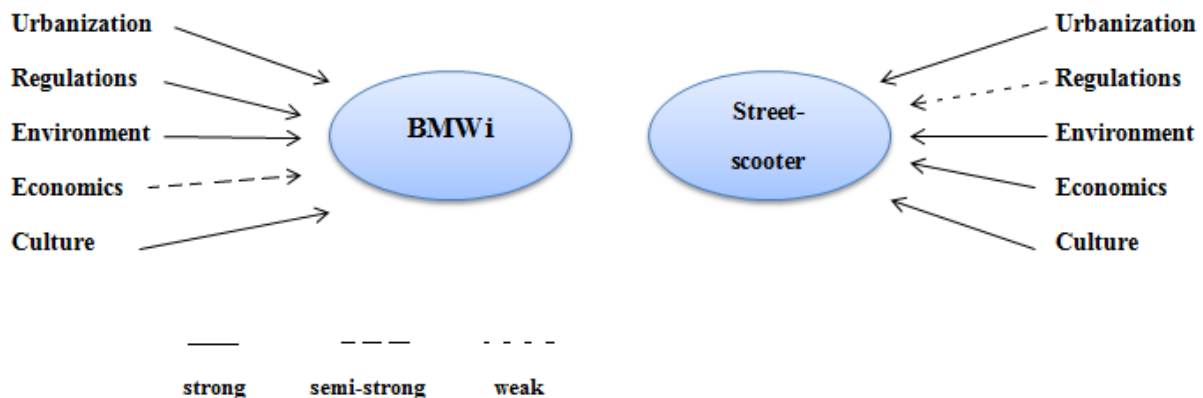 Urbanization
Regulations
Environment
Economics
Culture
BMWi
Street-
scooter
Urbanization
Regulations
Environment
Economics
Culture
strong semi-strong weak